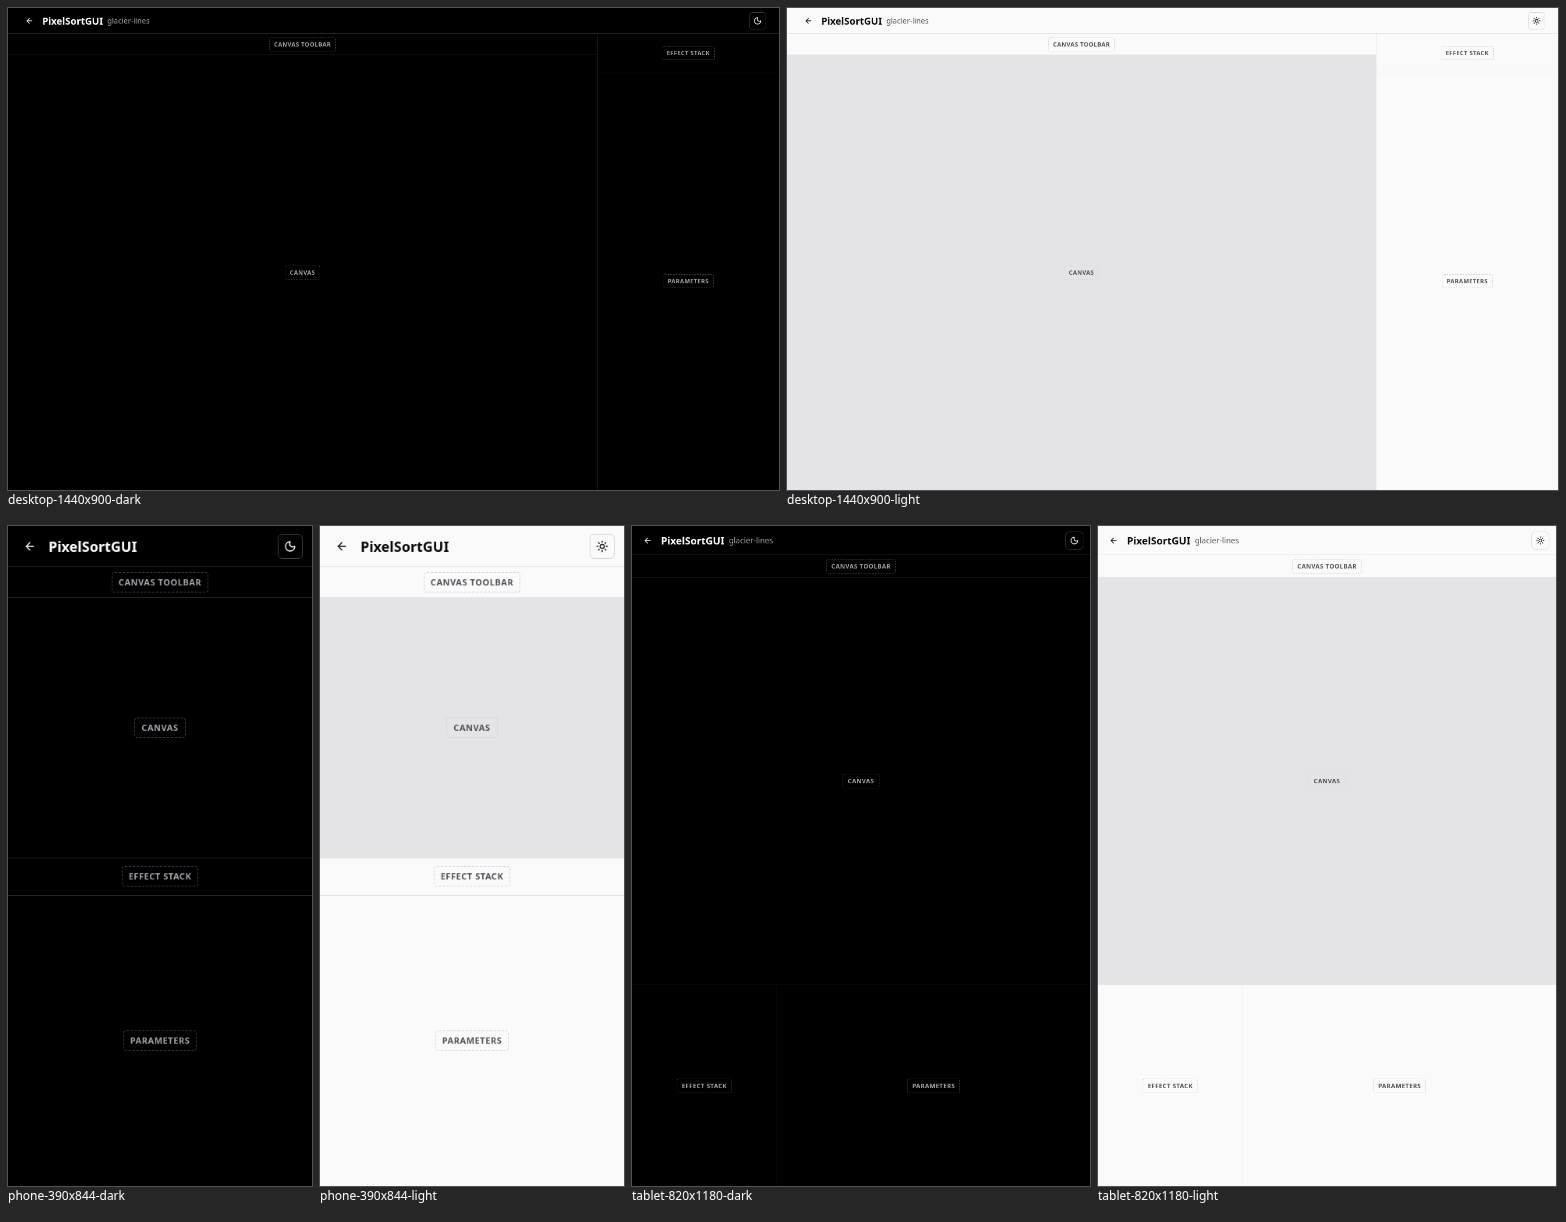 PixelSortGUI glacier-lines
CANVAS TOOLBAR
EFFECT STACK
CANVAS
PARAMETERS
desktop-1440x900-dark
PixelSortGUI glacier-lines
CANVAS TOOLBAR
EFFECT STACK
CANVAS
PARAMETERS
desktop-1440x900-light
PixelSortGUI
CANVAS TOOLBAR
CANVAS
EFFECT STACK
PARAMETERS
phone-390x844-dark
PixelSortGUI
CANVAS TOOLBAR
CANVAS
EFFECT STACK
PARAMETERS
phone-390x844-light
PixelSortGUI glacier-lines
CANVAS TOOLBAR
CANVAS
EFFECT STACK
PARAMETERS
tablet-820x1180-dark
PixelSortGUI glacier-lines
CANVAS TOOLBAR
CANVAS
EFFECT STACK
PARAMETERS
tablet-820x1180-light